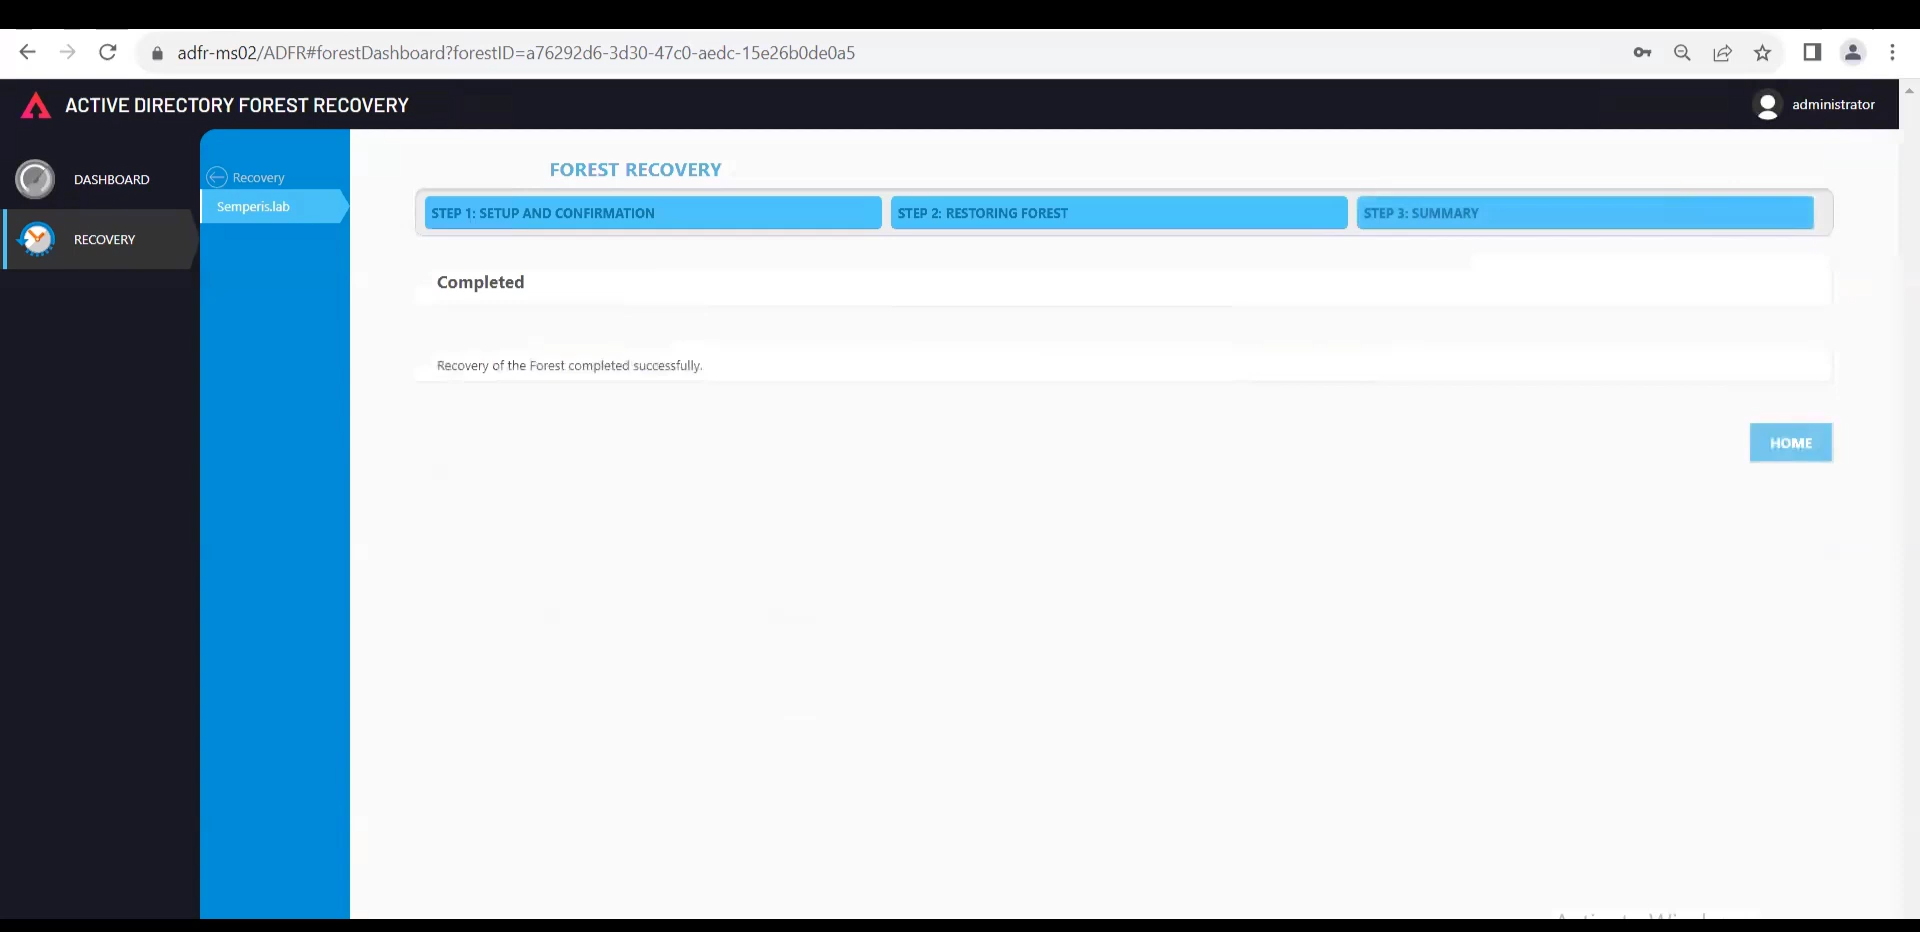 adfr-ms02/ADFR#forestDashboard?forestID=a76292d6-3d30-47c0-aedc-15e26b0de0a5
ACTIVE DIRECTORY FOREST RECOVERY
administrator
DASHBOARD
RECOVERY
Recovery
Semperis.lab
FOREST RECOVERY
STEP 1: SETUP AND CONFIRMATION
STEP 2: RESTORING FOREST
STEP 3: SUMMARY
Completed
Recovery of the Forest completed successfully.
HOME